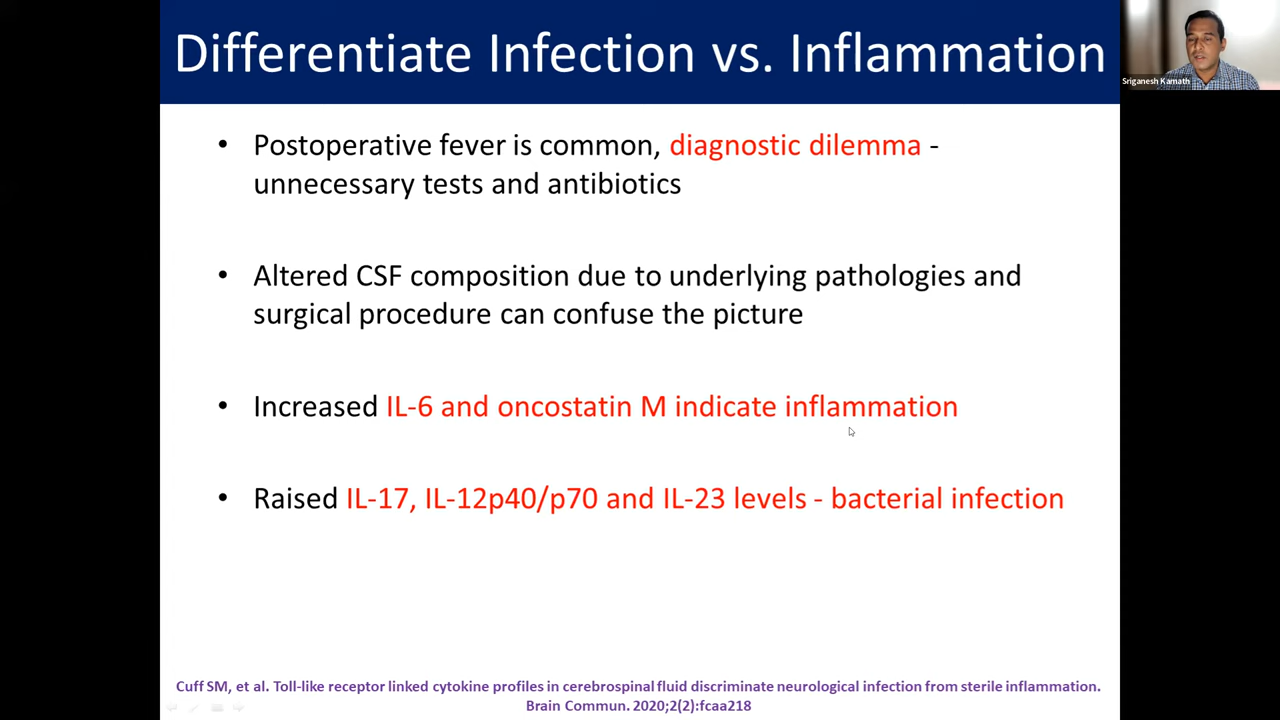 Differentiate Infection vs. Inflammation
Sriganesh Kamath
• Postoperative fever is common, diagnostic dilemma -
unnecessary tests and antibiotics
• Altered CSF composition due to underlying pathologies and
surgical procedure can confuse the picture
• Increased IL-6 and oncostatin M indicate inflammation
• Raised IL-17, IL-12p40/p70 and IL-23 levels - bacterial infection
Cuff SM, et al. Toll-like receptor linked cytokine profiles in cerebrospinal fluid discriminate neurological infection from sterile inflammation.
Brain Commun. 2020;2(2):fcaa218